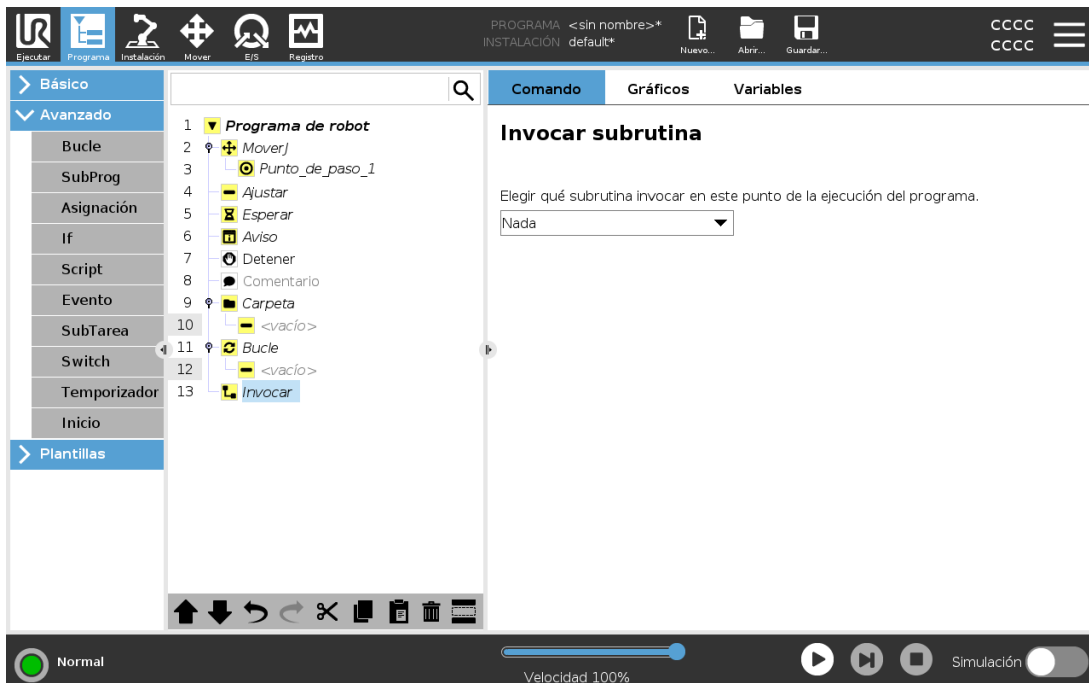 UR
Ejecutar
Programa
Instalación
Mover
E/S
Registro
PROGRAMA <sin nombre>*
INSTALACIÓN default*
Nuevo...
Abrir...
Guardar...
CCCC
CCCC
Básico
Avanzado
Bucle
SubProg
Asignación
If
Script
Evento
SubTarea
Switch
Temporizador
Inicio
Plantillas
1 Programa de robot
2 MoverJ
3 Punto_de_paso_1
4 Ajustar
5 Esperar
6 Aviso
7 Detener
8 Comentario
9 Carpeta
10 <vacío>
11 Bucle
12 <vacío>
13 Invocar
Comando Gráficos Variables
Invocar subrutina
Elegir qué subrutina invocar en este punto de la ejecución del programa.
Nada
Normal
Velocidad 100%
Simulación